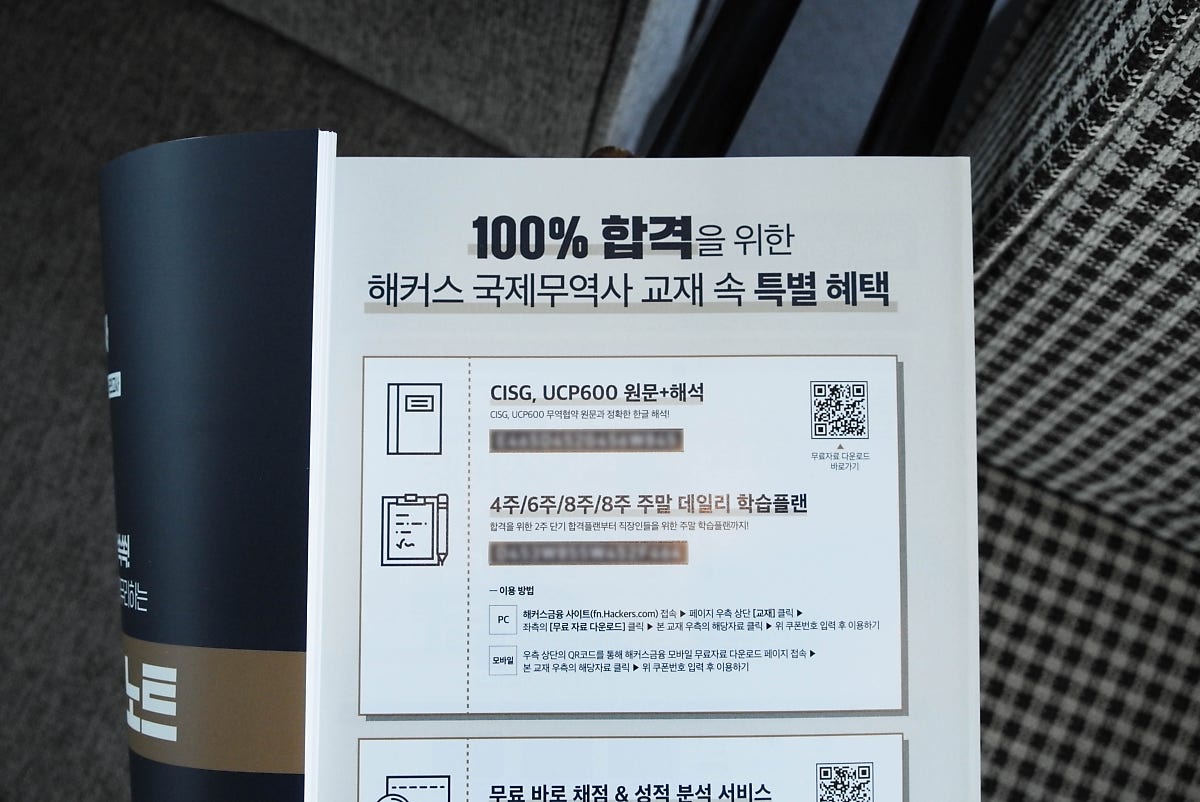 노트
100% 합격을 위한
해커스 국제무역사 교재 속 특별 혜택
CISG, UCP600 원문+해석
CISG, UCP600 무역협약 원문과 정확한 한글 해석!
무료자료 다운로드
바로가기
4주/6주/8주/8주 주말 데일리 학습플랜
합격을 위한 2주 단기 합격플랜부터 직장인들을 위한 주말 학습플랜까지!
이용 방법
PC
해커스금융 사이트(fn.Hackers.com) 접속 ▶ 페이지 우측 상단 [교재] 클릭 ▶
좌측의 [무료 자료 다운로드] 클릭 ▶ 본 교재 우측의 해당자료 클릭 ▶ 위 쿠폰번호 입력 후 이용하기
모바일
우측 상단의 QR코드를 통해 해커스금융 모바일 무료자료 다운로드 페이지 접속 ▶
본 교재 우측의 해당자료 클릭 ▶ 위 쿠폰번호 입력 후 이용하기
무료 바로 채점 & 성적 분석 서비스